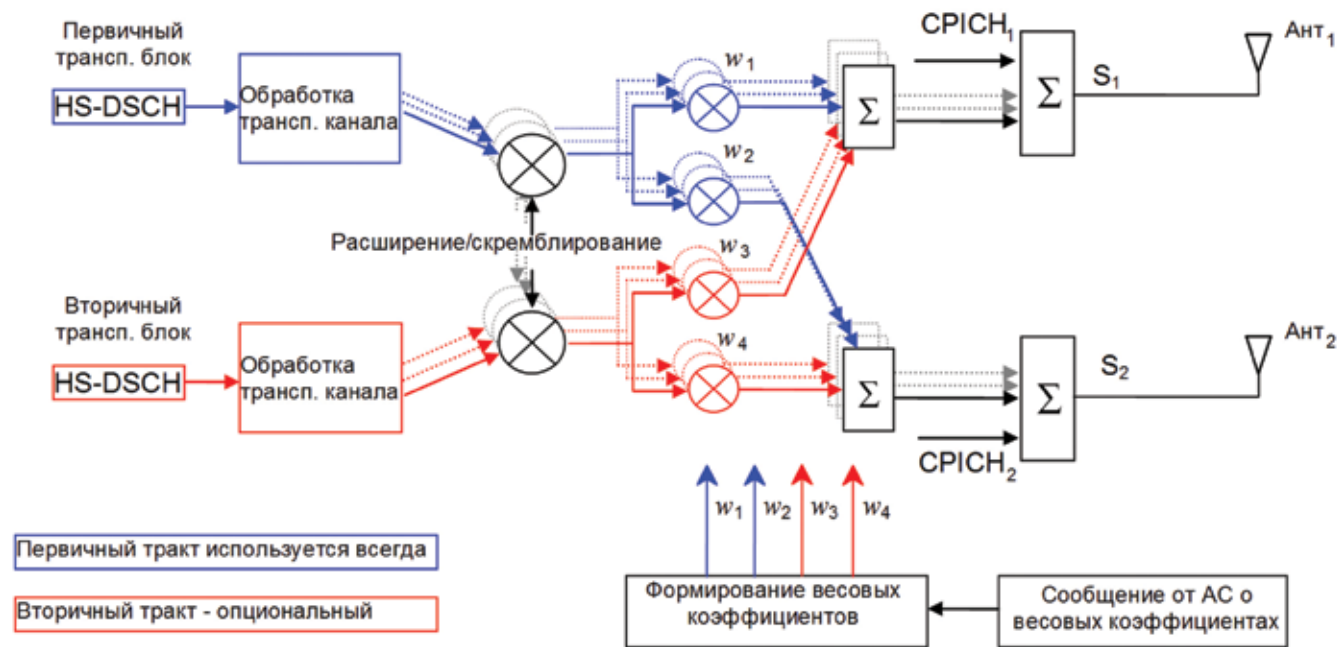 Первичный
трансп. блок
HS-DSCH
Обработка
трансп. канала
w1
w2
Σ
CPICH1
Σ
S1
Ант1
Расширение/скремблирование
Вторичный
трансп. блок
HS-DSCH
Обработка
трансп. канала
w3
w4
Σ
CPICH2
Σ
S2
Ант2
w1 w2 w3 w4
Первичный тракт используется всегда
Вторичный тракт - опциональный
Формирование весовых
коэффициентов
Сообщение от АС о
весовых коэффициентах